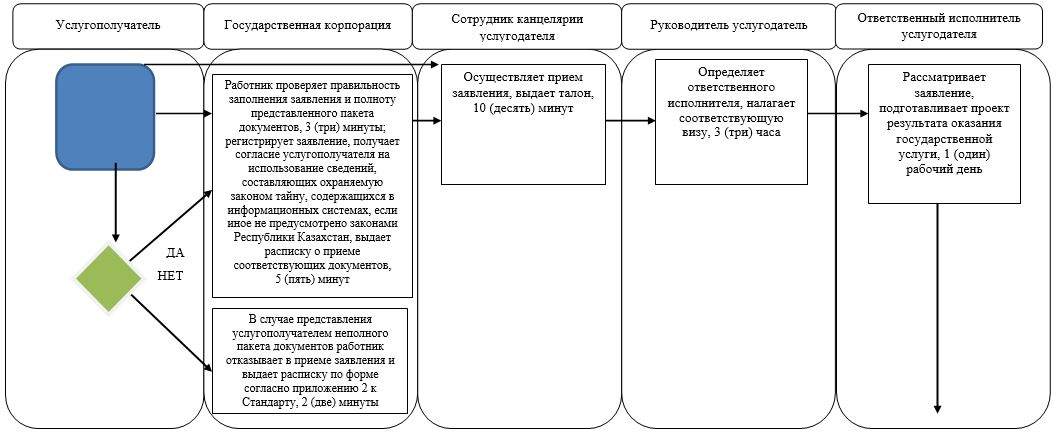 Услугополучатель
Государственная корпорация
Сотрудник канцелярии
услугодателя
Руководитель услугодатель
Ответственный исполнитель
услугодателя
Работник проверяет правильность
заполнения заявления и полноту
представленного пакета
документов, 3 (три) минуты;
регистрирует заявление, получает
согласие услугополучателя на
использование сведений,
составляющих охраняемую
законом тайну, содержащихся в
информационных системах, если
иное не предусмотрено законами
Республики Казахстан, выдает
расписку о приеме
соответствующих документов,
5 (пять) минут
В случае представления
услугополучателем неполного
пакета документов работник
отказывает в приеме заявления и
выдает расписку по форме
согласно приложению 2 к
Стандарту, 2 (две) минуты
ДА
НЕТ
Осуществляет прием
заявления, выдает талон,
10 (десять) минут
Определяет
ответственного
исполнителя, налагает
соответствующую
визу, 3 (три) часа
Рассматривает
заявление,
подготавливает проект
результата оказания
государственной
услуги, 1 (один)
рабочий день